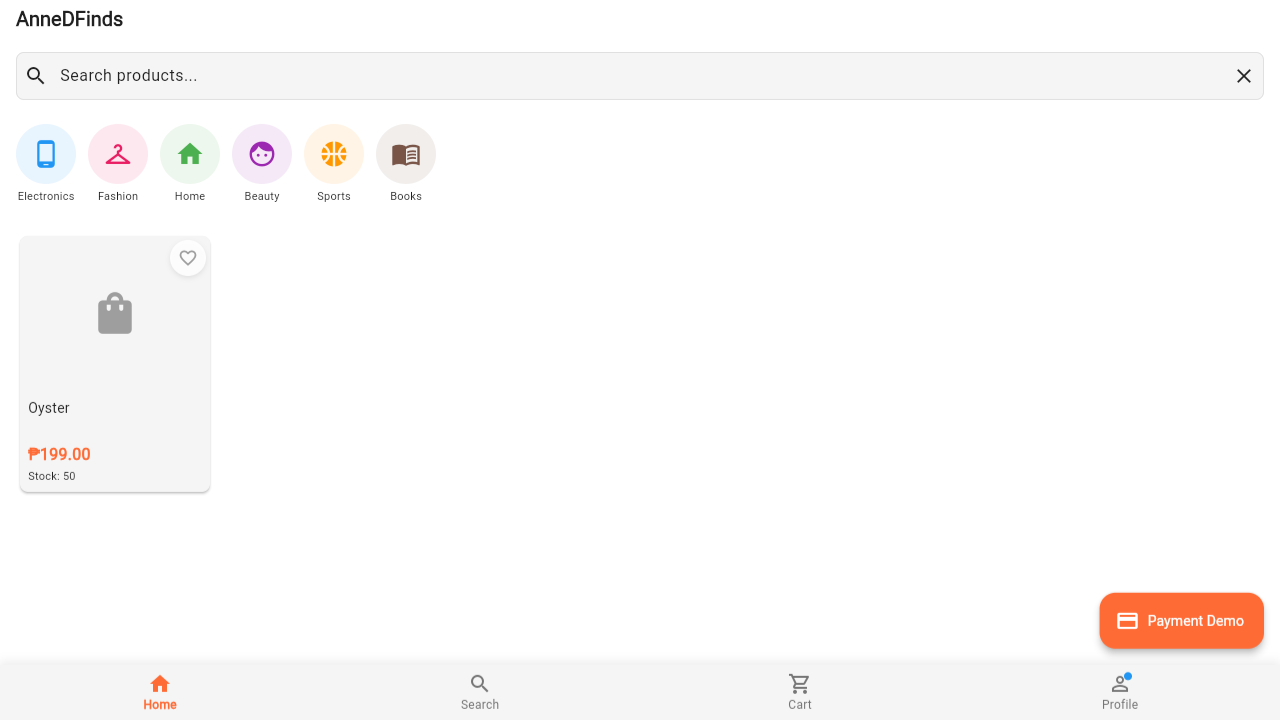 AnneDFinds
Search products...
Electronics
Fashion
Home
Beauty
Sports
Books
Oyster
₱199.00
Stock: 50
Payment Demo
Home
Search
Cart
Profile